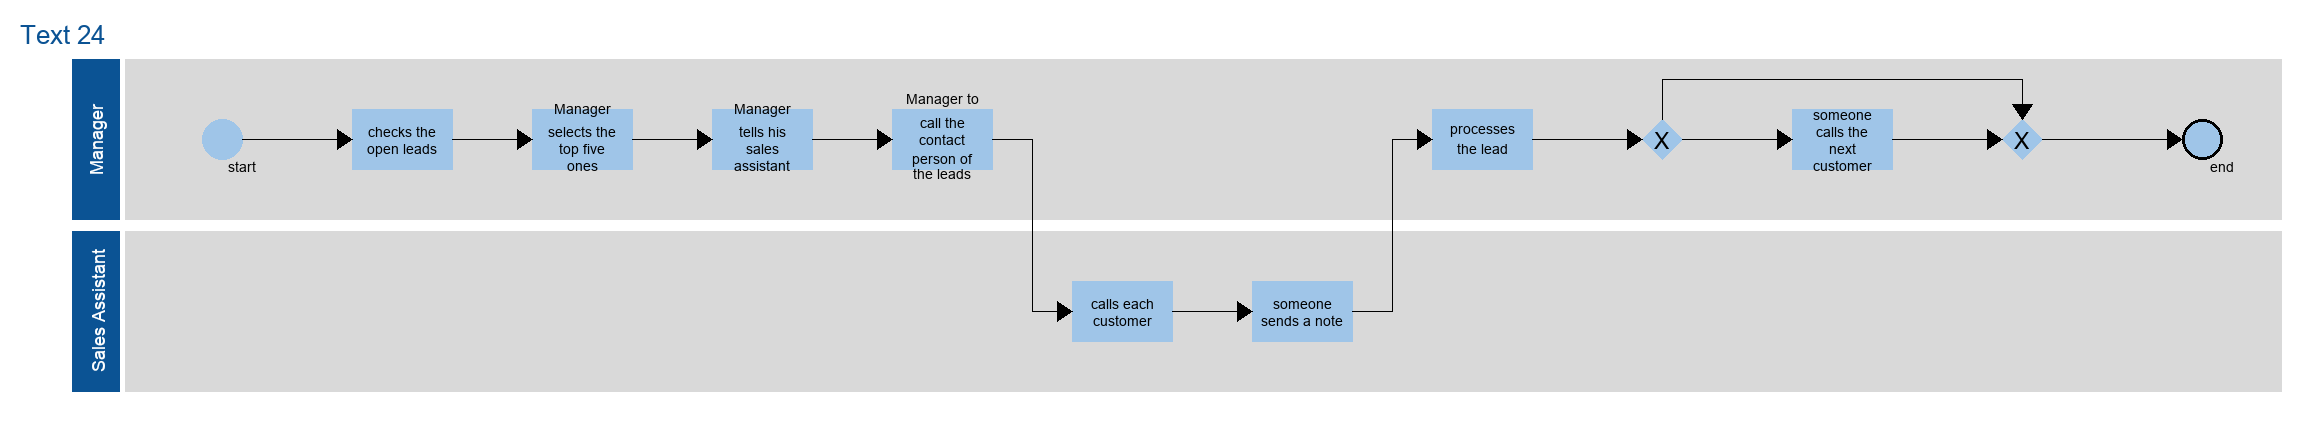 Text 24
Manager
start
checks the
open leads
Manager
selects the
top five
ones
Manager
tells his
sales
assistant
Manager to
call the
contact
person of
the leads
processes
the lead
X
someone
calls the
next
customer
X
end
Sales Assistant
calls each
customer
someone
sends a note